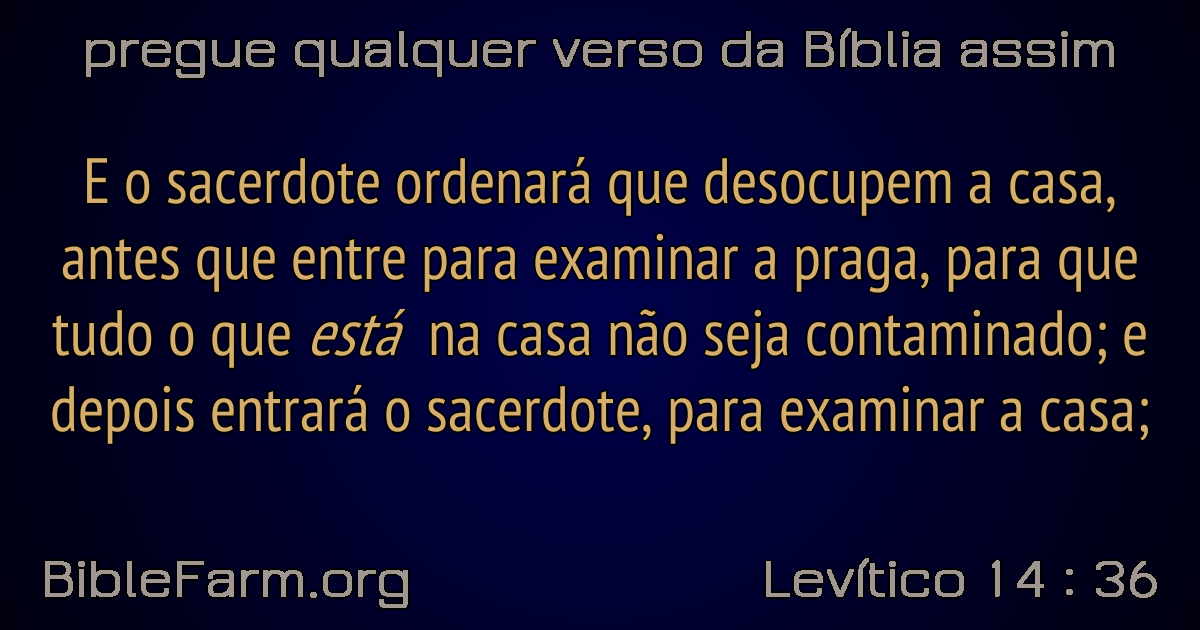 pregue qualquer verso da Bíblia assim
E o sacerdote ordenará que desocupem a casa,
antes que entre para examinar a praga, para que
tudo o que está na casa não seja contaminado; e
depois entrará o sacerdote, para examinar a casa;
BibleFarm.org
Levítico 14 : 36